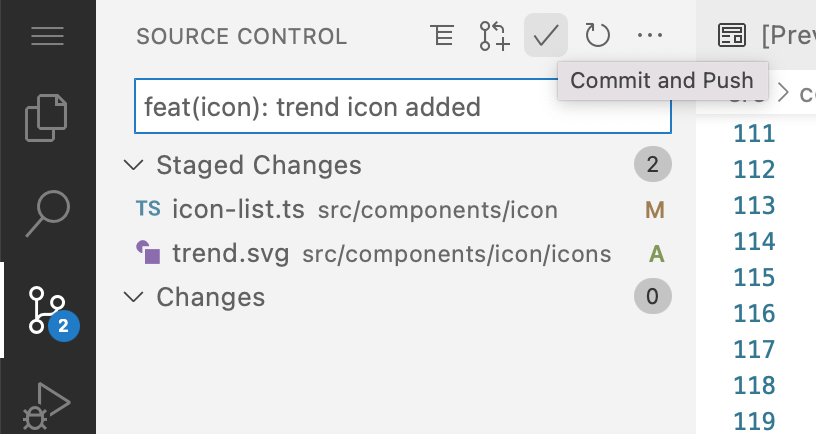 SOURCE CONTROL
[Prev
Commit and Push
feat(icon): trend icon added
Staged Changes 2
TS icon-list.ts src/components/icon M
trend.svg src/components/icon/icons A
Changes 0
2
111
112
113
114
115
116
117
118
119